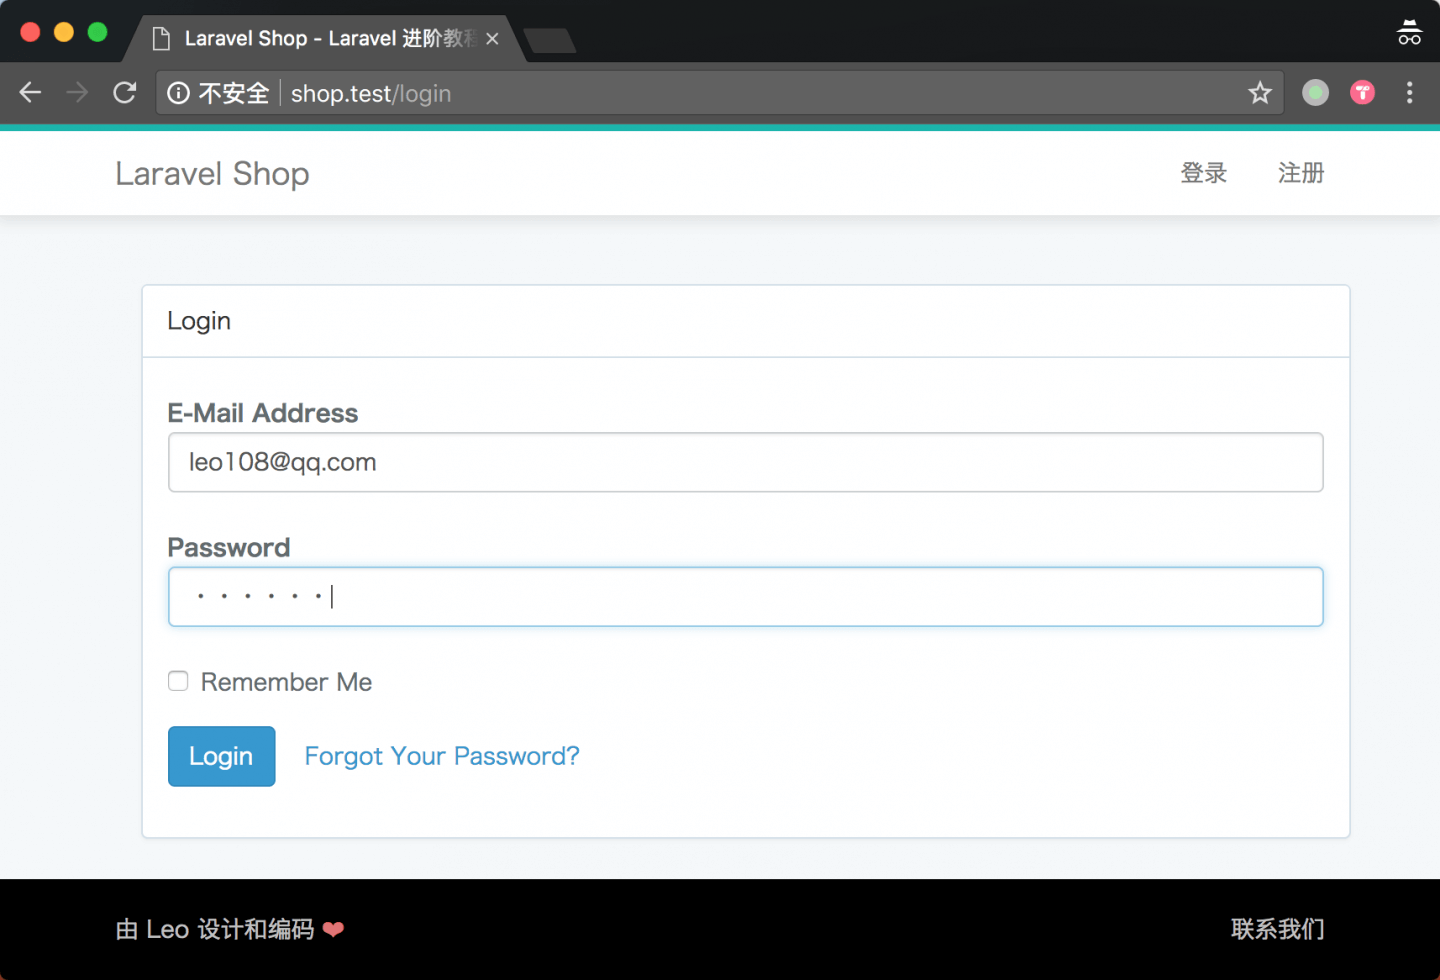 Laravel Shop - Laravel 进阶教程
不安全 shop.test/login
Laravel Shop 登录 注册
Login
E-Mail Address
leo108@qq.com
Password
••••••
Remember Me
Login Forgot Your Password?
由 Leo 设计和编码 ❤ 联系我们